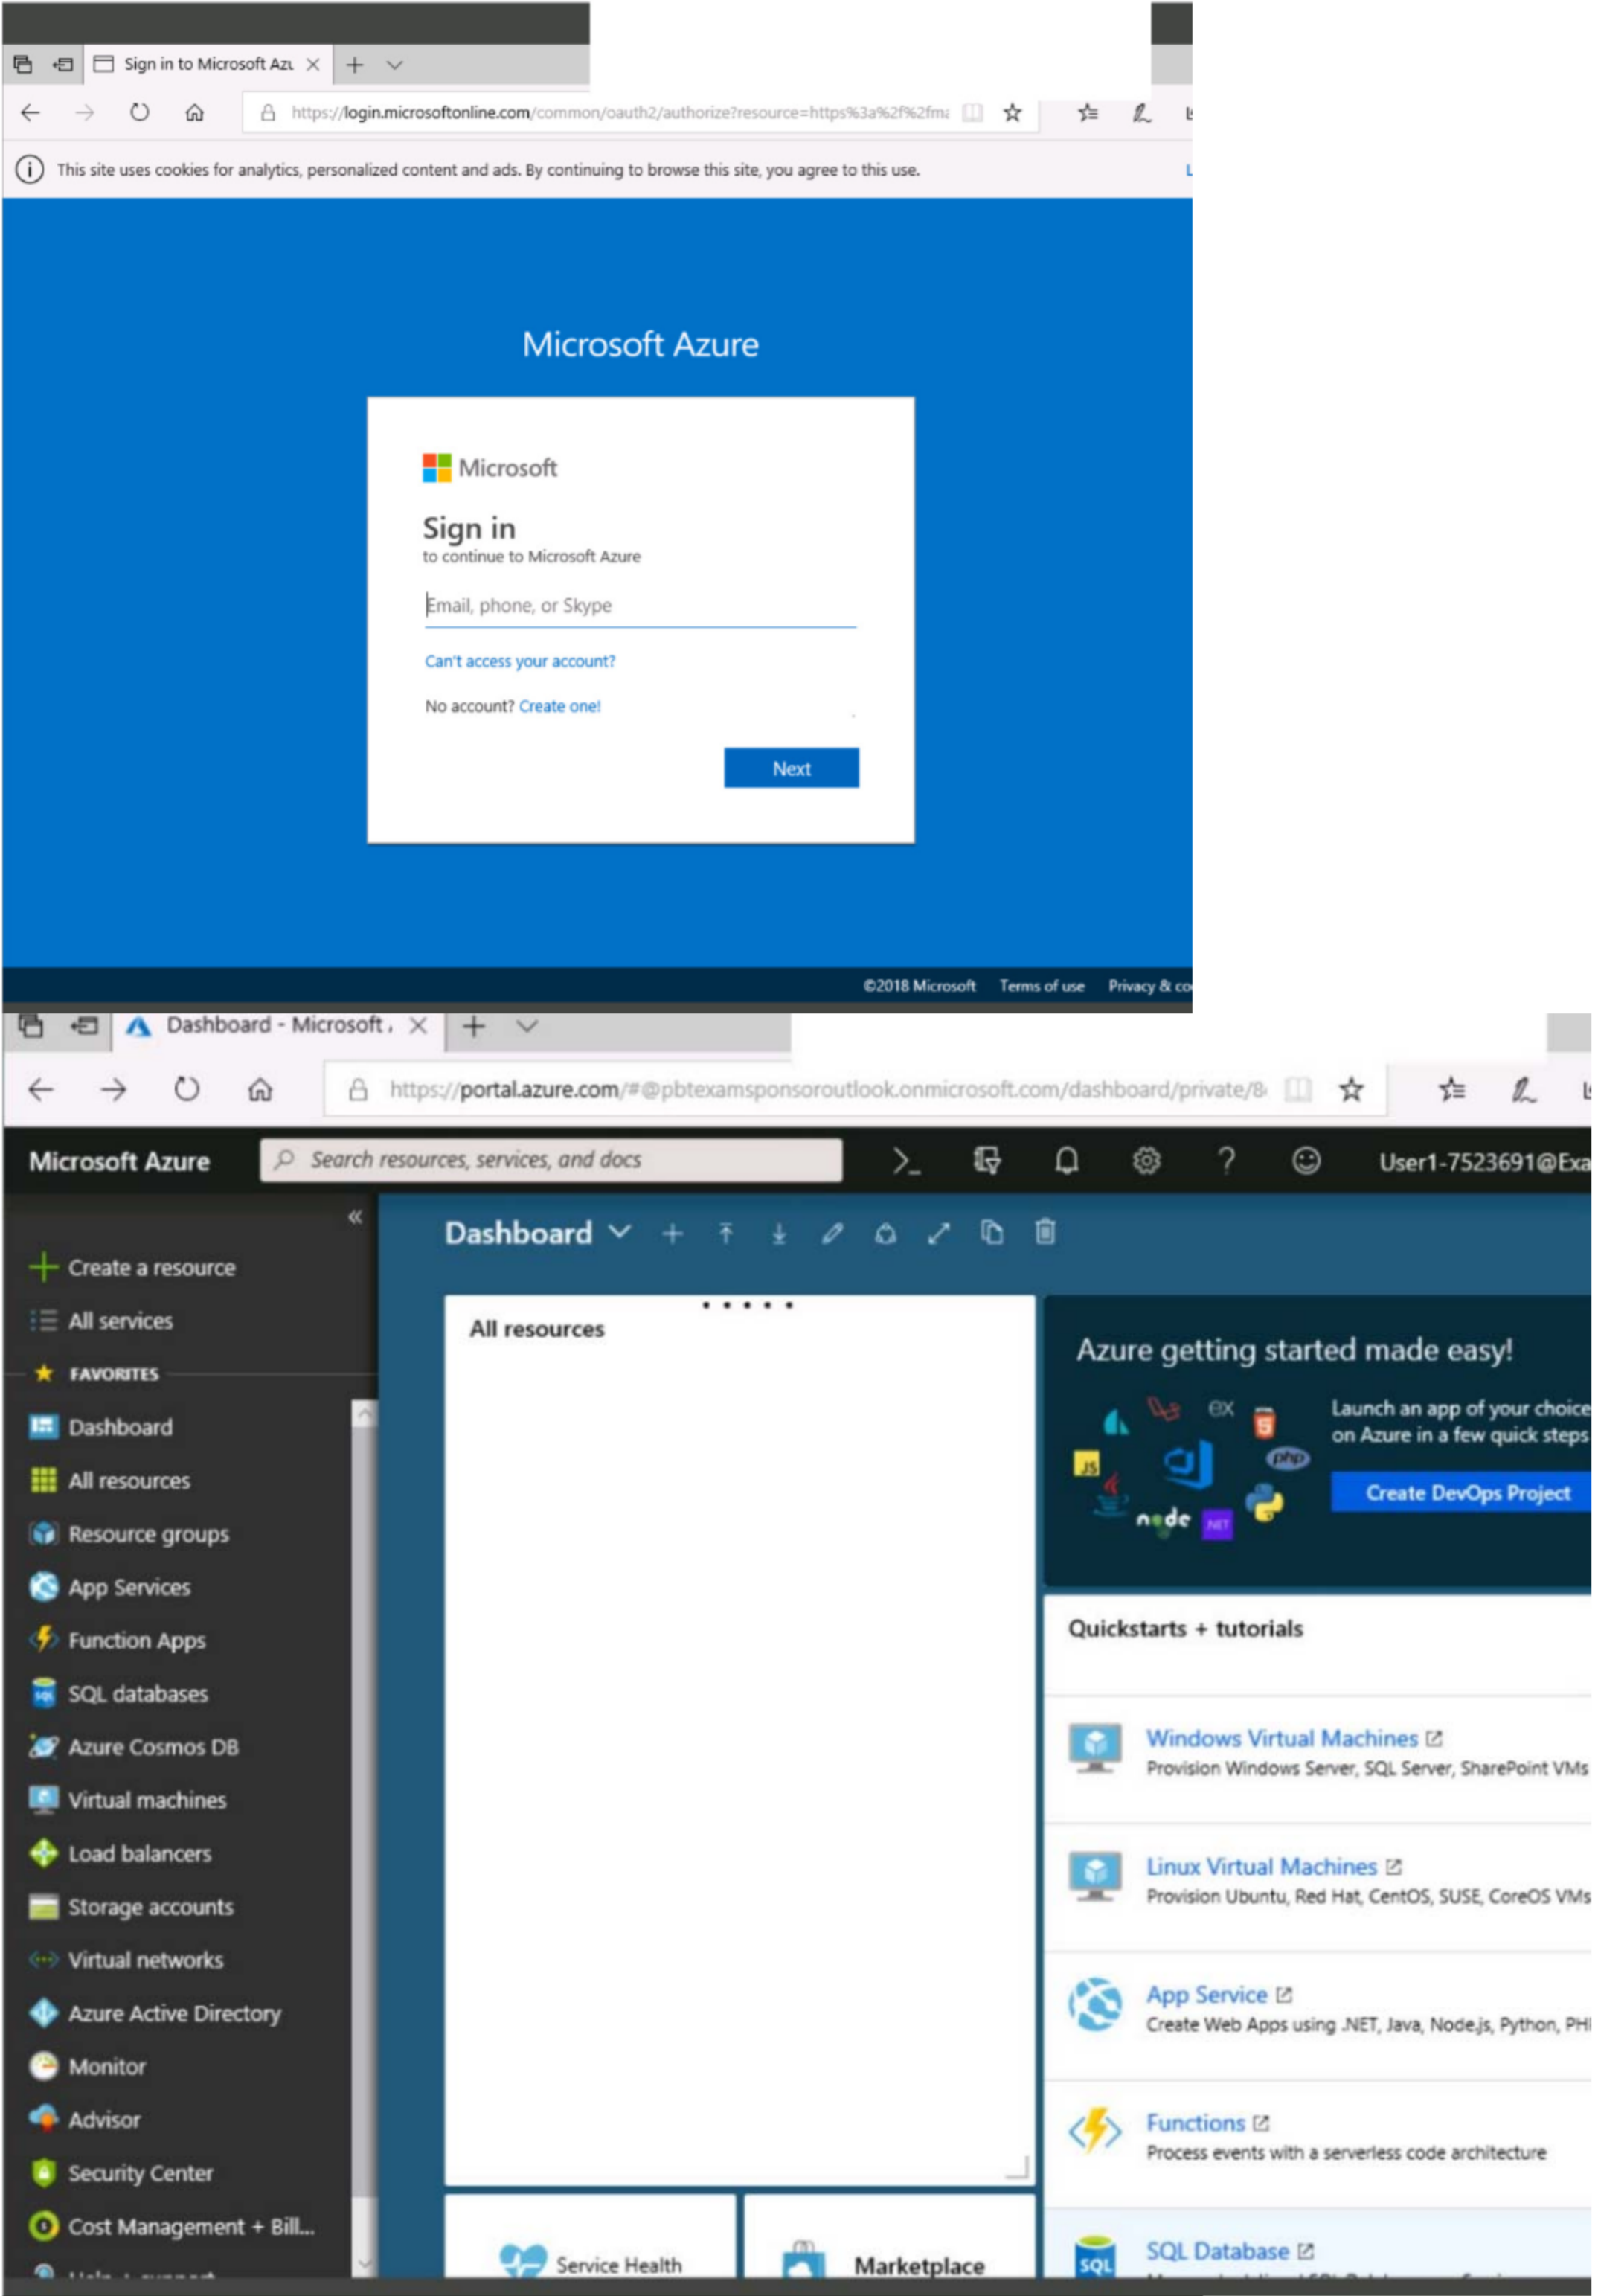 Sign in to Microsoft Azu
https://login.microsoftonline.com/common/oauth2/authorize?resource=https%3a%2f%2fma
This site uses cookies for analytics, personalized content and ads. By continuing to browse this site, you agree to this use.
Microsoft Azure
Microsoft
Sign in
to continue to Microsoft Azure
Email, phone, or Skype
Can't access your account?
No account? Create one!
Next
©2018 Microsoft Terms of use Privacy & co
Dashboard - Microsoft
https://portal.azure.com/#@pbtexamsponsoroutlook.onmicrosoft.com/dashboard/private/8
Microsoft Azure
Search resources, services, and docs
User1-7523691@Exa
Create a resource
All services
FAVORITES
Dashboard
All resources
Resource groups
App Services
Function Apps
SQL databases
Azure Cosmos DB
Virtual machines
Load balancers
Storage accounts
Virtual networks
Azure Active Directory
Monitor
Advisor
Security Center
Cost Management + Bill...
Dashboard
All resources
Service Health
Marketplace
Azure getting started made easy!
Launch an app of your choice
on Azure in a few quick steps
Create DevOps Project
ex
JS
php
node
.NET
Quickstarts + tutorials
Windows Virtual Machines
Provision Windows Server, SQL Server, SharePoint VMs
Linux Virtual Machines
Provision Ubuntu, Red Hat, CentOS, SUSE, CoreOS VMs
App Service
Create Web Apps using .NET, Java, Node.js, Python, PH
Functions
Process events with a serverless code architecture
SQL
SQL Database